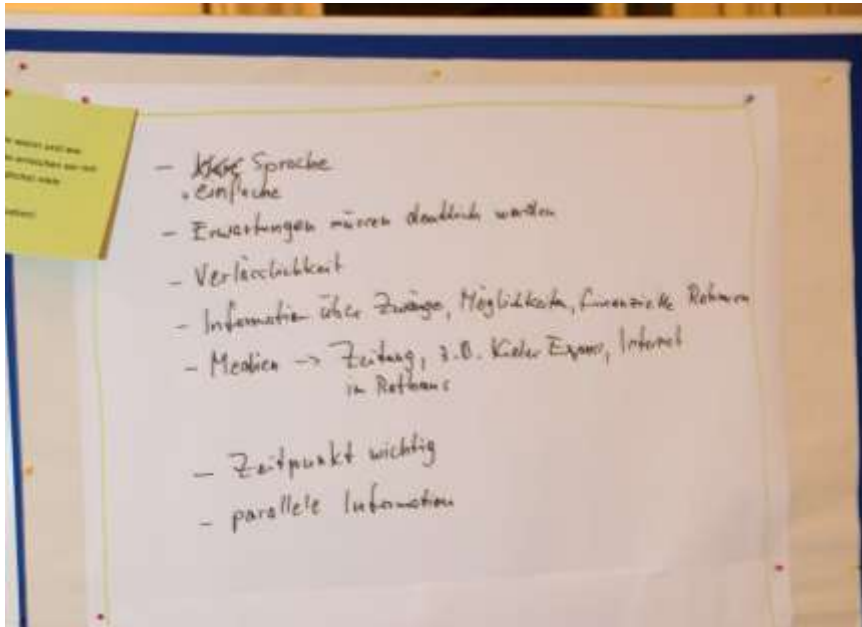 - klare Sprache
• einfache
- Erwartungen müssen deutlich werden
- Verlässlichkeit
- Information über Zwänge, Möglichkeiten, finanzielle Rahmen
- Medien -> Zeitung, z.B. Kieler Express, Internet
im Rathaus
- Zeitpunkt wichtig
- parallele Information